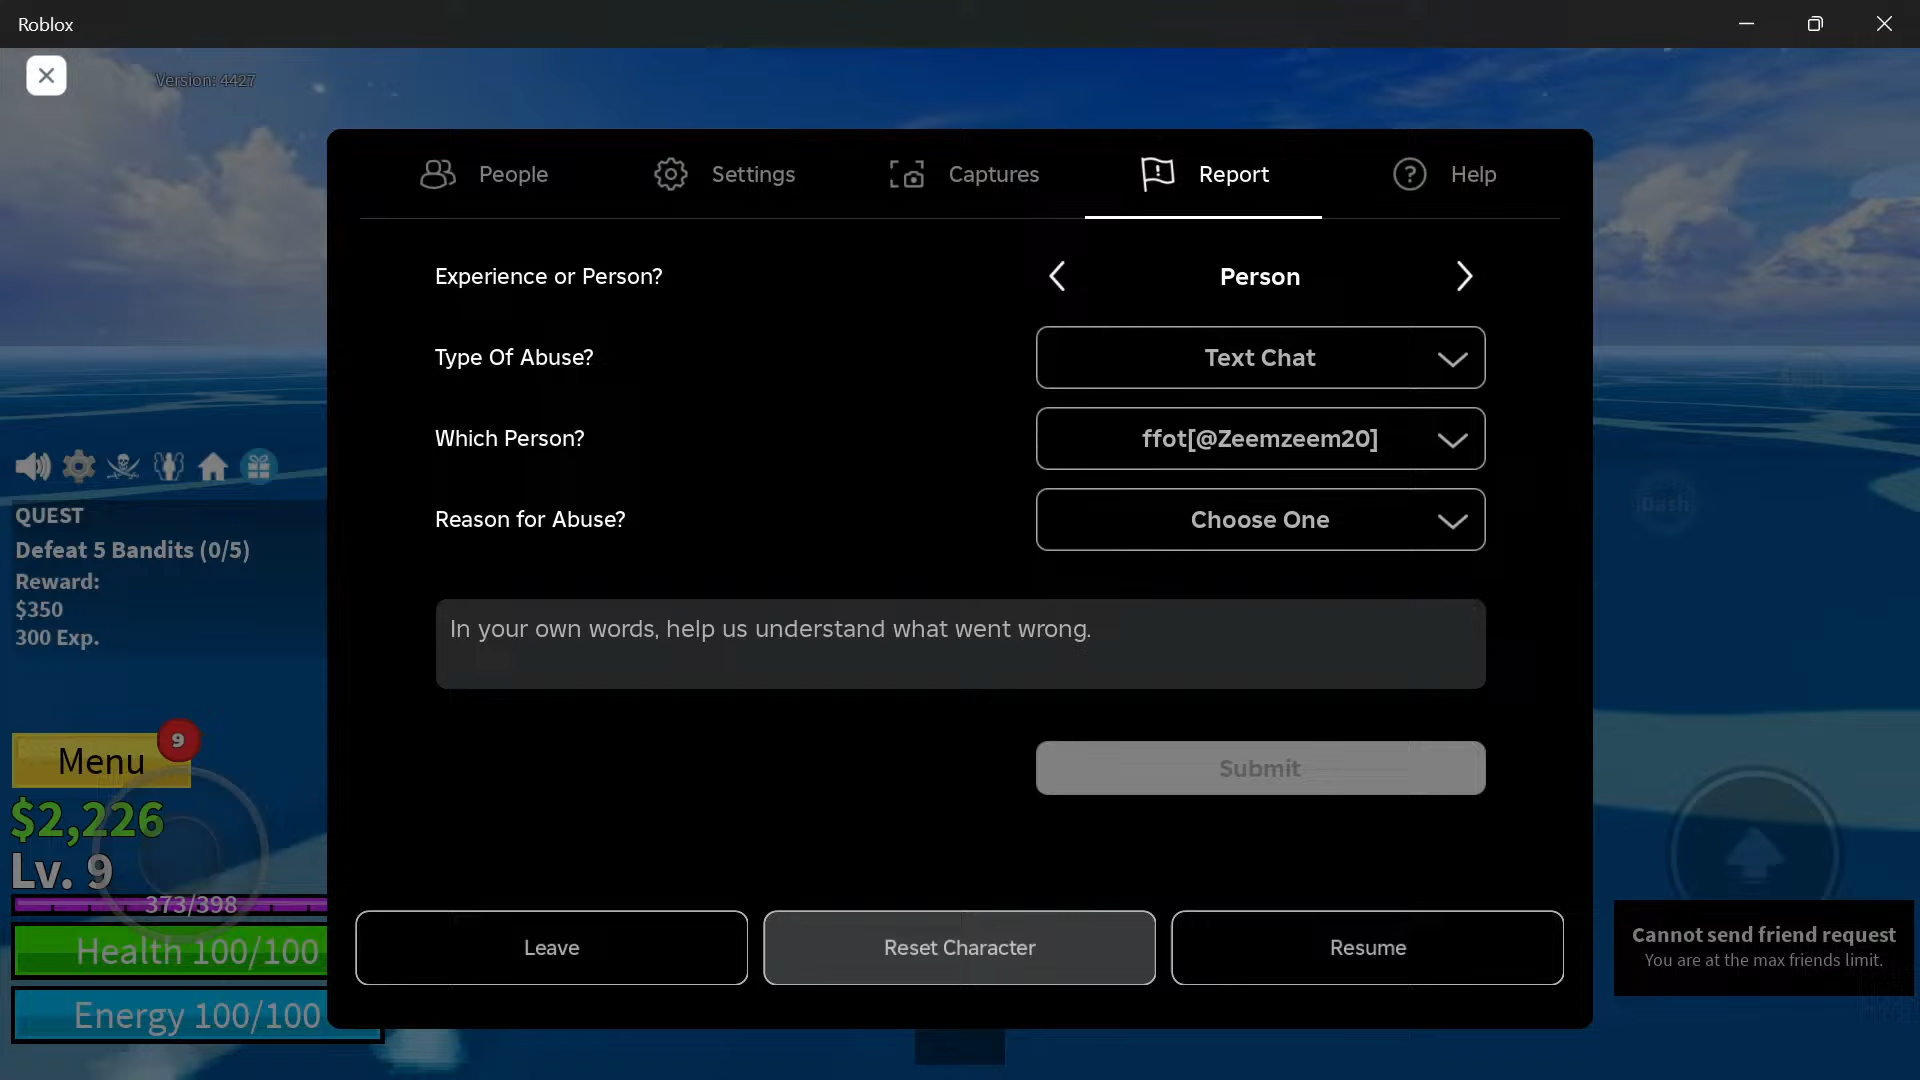 Roblox
Version: 4427
People
Settings
Captures
Report
Help
Experience or Person?
Person
Type Of Abuse?
Text Chat
Which Person?
ffot[@Zeemzeem20]
Reason for Abuse?
Choose One
In your own words, help us understand what went wrong.
Submit
Leave
Reset Character
Resume
QUEST
Defeat 5 Bandits (0/5)
Reward:
$350
300 Exp.
Menu
9
$2,226
Lv. 9
373/398
Health 100/100
Energy 100/100
Dash
Cannot send friend request
You are at the max friends limit.